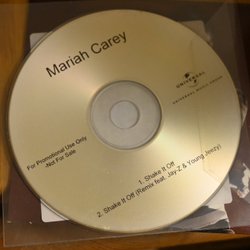 Mariah Carey
UNIVERSAL
UNIVERSAL MUSIC GROUP
For Promotional Use Only
-Not For Sale
1. Shake It Off
2. Shake It Off (Remix feat. Jay-Z & Young Jeezy)